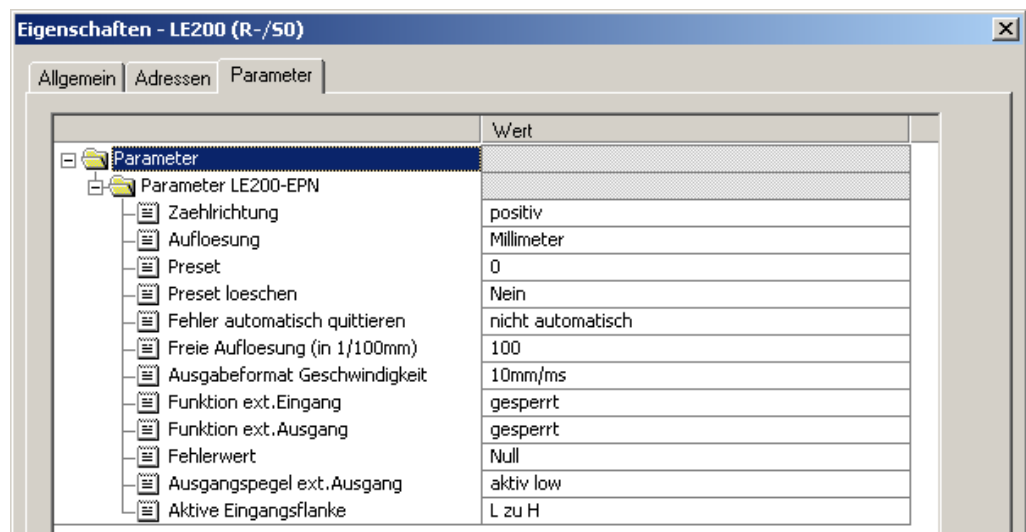 Eigenschaften - LE200 (R-/S0)
Allgemein Adressen Parameter
Wert
Parameter
Parameter LE200-EPN
Zaehlrichtung positiv
Aufloesung Millimeter
Preset 0
Preset loeschen Nein
Fehler automatisch quittieren nicht automatisch
Freie Aufloesung (in 1/100mm) 100
Ausgabeformat Geschwindigkeit 10mm/ms
Funktion ext.Eingang gesperrt
Funktion ext.Ausgang gesperrt
Fehlerwert Null
Ausgangspegel ext.Ausgang aktiv low
Aktive Eingangsflanke L zu H